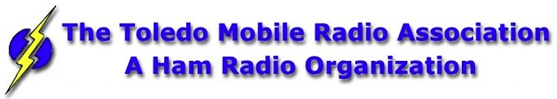 The Toledo Mobile Radio Association
A Ham Radio Organization